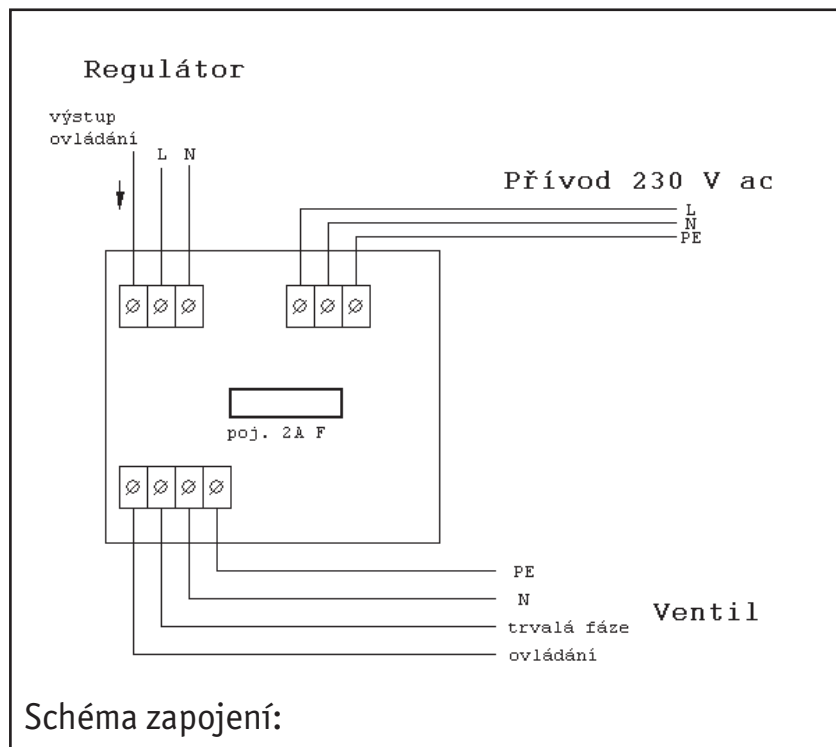 Regulátor
výstup
ovládání
L N
Přívod 230 V ac
L
N
PE
poj. 2A F
PE
N
Ventil
trvalá fáze
ovládání
Schéma zapojení: